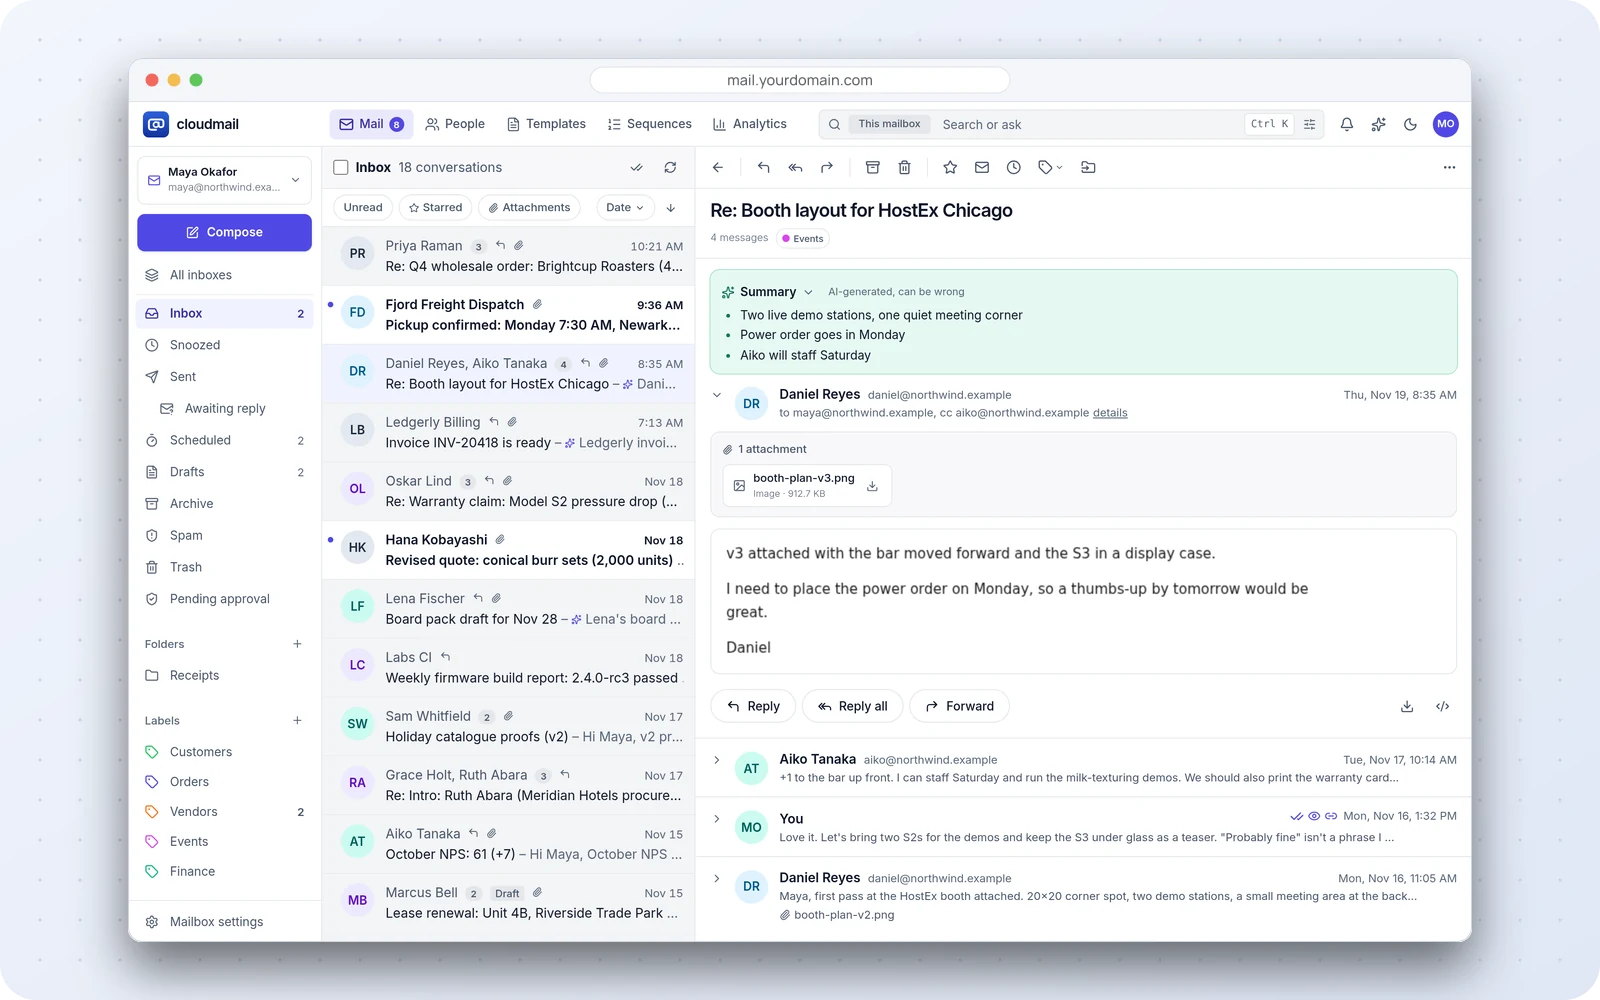 mail.yourdomain.com
cloudmail
Mail 8
People
Templates
Sequences
Analytics
This mailbox Search or ask Ctrl K
MO
Maya Okafor
maya@northwind.exa...
Compose
All inboxes
Inbox 2
Snoozed
Sent
Awaiting reply
Scheduled 2
Drafts 2
Archive
Spam
Trash
Pending approval
Folders +
Receipts
Labels +
Customers
Orders
Vendors 2
Events
Finance
Mailbox settings
Inbox 18 conversations
Unread Starred Attachments Date
PR Priya Raman 3 10:21 AM
Re: Q4 wholesale order: Brightcup Roasters (4...
FD Fjord Freight Dispatch 9:36 AM
Pickup confirmed: Monday 7:30 AM, Newark...
DR Daniel Reyes, Aiko Tanaka 4 8:35 AM
Re: Booth layout for HostEx Chicago – Dani...
LB Ledgerly Billing 7:13 AM
Invoice INV-20418 is ready – Ledgerly invoi...
OL Oskar Lind 3 Nov 18
Re: Warranty claim: Model S2 pressure drop (...
HK Hana Kobayashi Nov 18
Revised quote: conical burr sets (2,000 units) ..
LF Lena Fischer Nov 18
Board pack draft for Nov 28 – Lena's board ...
LC Labs CI Nov 18
Weekly firmware build report: 2.4.0-rc3 passed .
SW Sam Whitfield 2 Nov 17
Holiday catalogue proofs (v2) – Hi Maya, v2 pr...
RA Grace Holt, Ruth Abara 3 Nov 17
Re: Intro: Ruth Abara (Meridian Hotels procure...
AT Aiko Tanaka Nov 15
October NPS: 61 (+7) – Hi Maya, October NPS ...
MB Marcus Bell 2 Draft Nov 15
Lease renewal: Unit 4B, Riverside Trade Park ...
Re: Booth layout for HostEx Chicago
4 messages Events
Summary AI-generated, can be wrong
• Two live demo stations, one quiet meeting corner
• Power order goes in Monday
• Aiko will staff Saturday
DR Daniel Reyes daniel@northwind.example Thu, Nov 19, 8:35 AM
to maya@northwind.example, cc aiko@northwind.example details
1 attachment
booth-plan-v3.png
Image · 912.7 KB
v3 attached with the bar moved forward and the S3 in a display case.
I need to place the power order on Monday, so a thumbs-up by tomorrow would be
great.
Daniel
Reply Reply all Forward
AT Aiko Tanaka aiko@northwind.example Tue, Nov 17, 10:14 AM
+1 to the bar up front. I can staff Saturday and run the milk-texturing demos. We should also print the warranty card...
MO You Mon, Nov 16, 1:32 PM
Love it. Let's bring two S2s for the demos and keep the S3 under glass as a teaser. "Probably fine" isn't a phrase I ...
DR Daniel Reyes daniel@northwind.example Mon, Nov 16, 11:05 AM
Maya, first pass at the HostEx booth attached. 20×20 corner spot, two demo stations, a small meeting area at the back...
booth-plan-v2.png